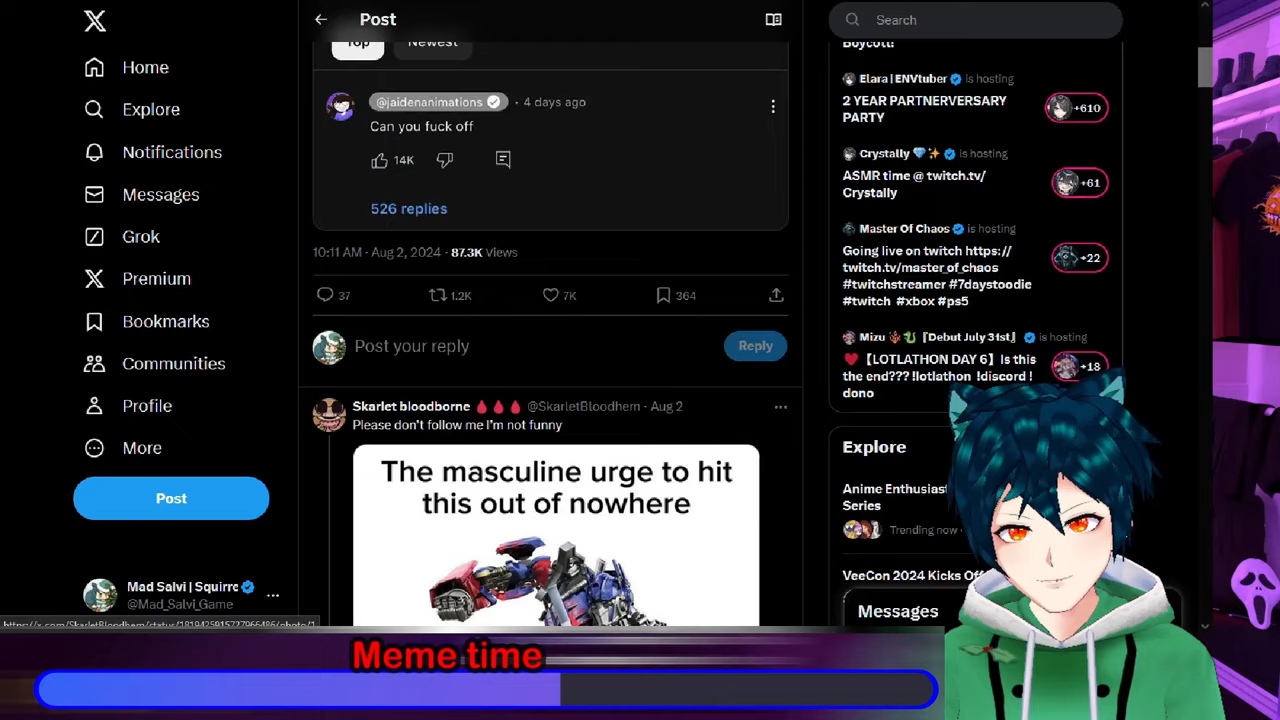 Home
Explore
Notifications
Messages
Grok
Premium
Bookmarks
Communities
Profile
More
Post
Mad Salvi | Squirre
@Mad_Salvi_Game
Post
Top
Newest
@jaidenanimations · 4 days ago
Can you fuck off
14K
526 replies
10:11 AM · Aug 2, 2024 · 87.3K Views
37
1.2K
7K
364
Post your reply
Reply
Skarlet bloodborne @SkarletBloodhem · Aug 2
Please don't follow me I'm not funny
The masculine urge to hit
this out of nowhere
Search
Boycott!
Elara | ENVtuber is hosting
2 YEAR PARTNERVERSARY
PARTY
+610
Crystally is hosting
ASMR time @ twitch.tv/
Crystally
+61
Master Of Chaos is hosting
Going live on twitch https://
twitch.tv/master_of_chaos
#twitchstreamer #7daystodie
#twitch #xbox #ps5
+22
Mizu 『Debut July 31st』 is hosting
【LOTLATHON DAY 6】Is this
the end??? !lotlathon !discord !
dono
+18
Explore
Anime Enthusiast
Series
Trending now ·
VeeCon 2024 Kicks Off
Messages
Meme time